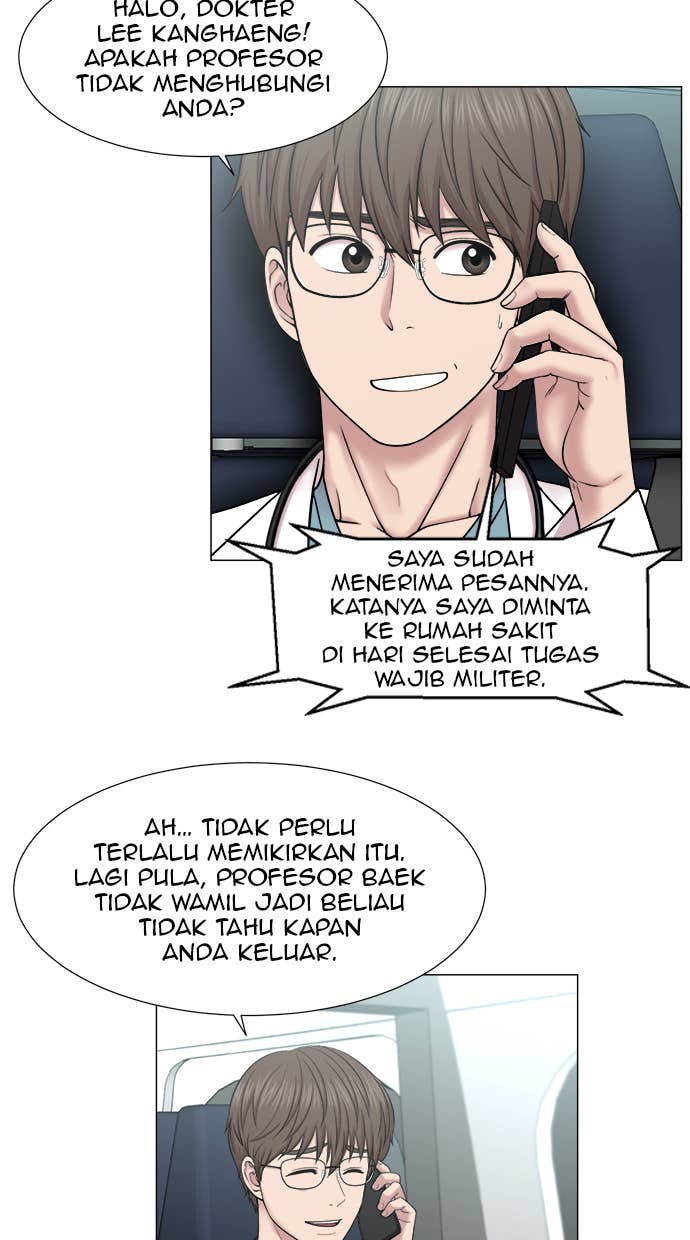 HALO, DOKTER
LEE KANGHAENG!
APAKAH PROFESOR
TIDAK MENGHUBUNGI
ANDA?
SAYA SUDAH
MENERIMA PESANNYA.
KATANYA SAYA DIMINTA
KE RUMAH SAKIT
DI HARI SELESAI TUGAS
WAJIB MILITER.
AH... TIDAK PERLU
TERLALU MEMIKIRKAN ITU.
LAGI PULA, PROFESOR BAEK
TIDAK WAMIL JADI BELIAU
TIDAK TAHU KAPAN
ANDA KELUAR.